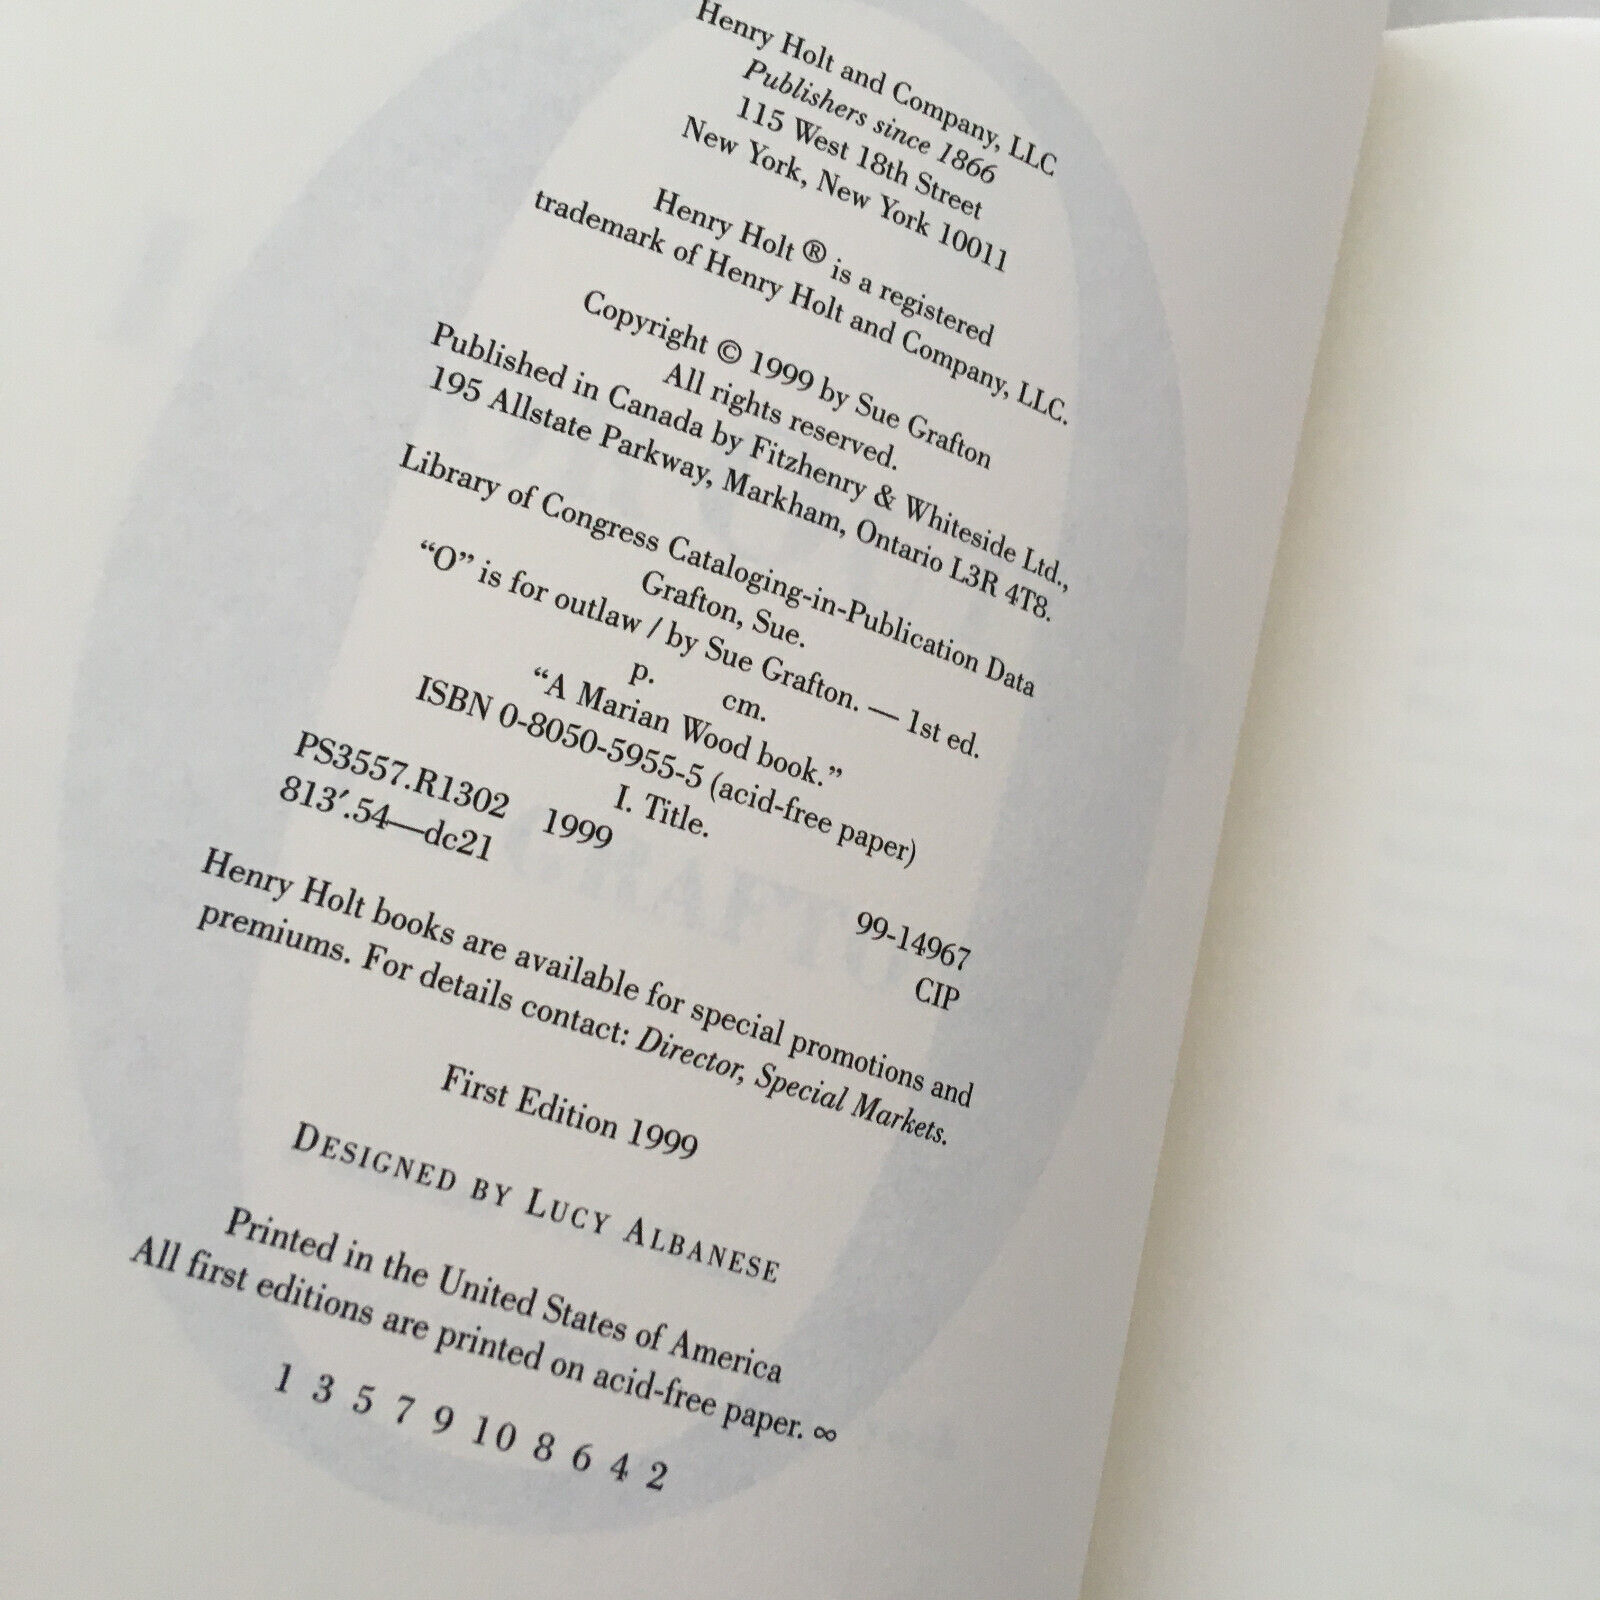 Henry Holt and Company, LLC
Publishers since 1866
115 West 18th Street
New York, New York 10011
Henry Holt ® is a registered
trademark of Henry Holt and Company, LLC.
Copyright © 1999 by Sue Grafton
All rights reserved.
Published in Canada by Fitzhenry & Whiteside Ltd.,
195 Allstate Parkway, Markham, Ontario L3R 4T8.
Library of Congress Cataloging-in-Publication Data
Grafton, Sue.
“O” is for outlaw / by Sue Grafton. — 1st ed.
p. cm.
“A Marian Wood book.”
ISBN 0-8050-5955-5 (acid-free paper)
I. Title.
PS3557.R1302 1999
813′.54—dc21
99-14967
CIP
Henry Holt books are available for special promotions and
premiums. For details contact: Director, Special Markets.
First Edition 1999
DESIGNED BY LUCY ALBANESE
Printed in the United States of America
All first editions are printed on acid-free paper. ∞
1 3 5 7 9 10 8 6 4 2